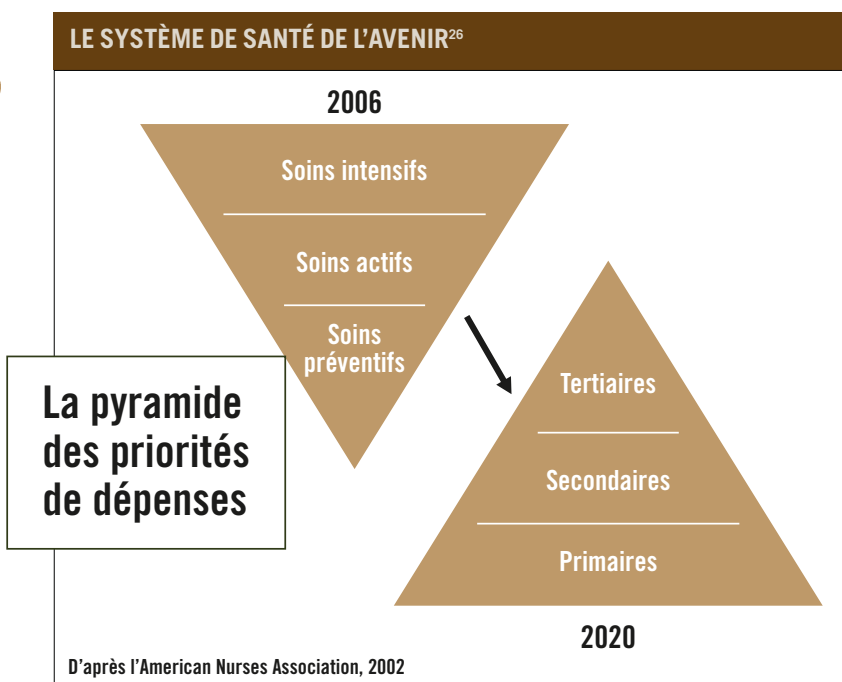 LE SYSTÈME DE SANTÉ DE L'AVENIR²⁶
2006
Soins intensifs
Soins actifs
Soins
préventifs
La pyramide
des priorités
de dépenses
Tertiaires
Secondaires
Primaires
2020
D'après l'American Nurses Association, 2002